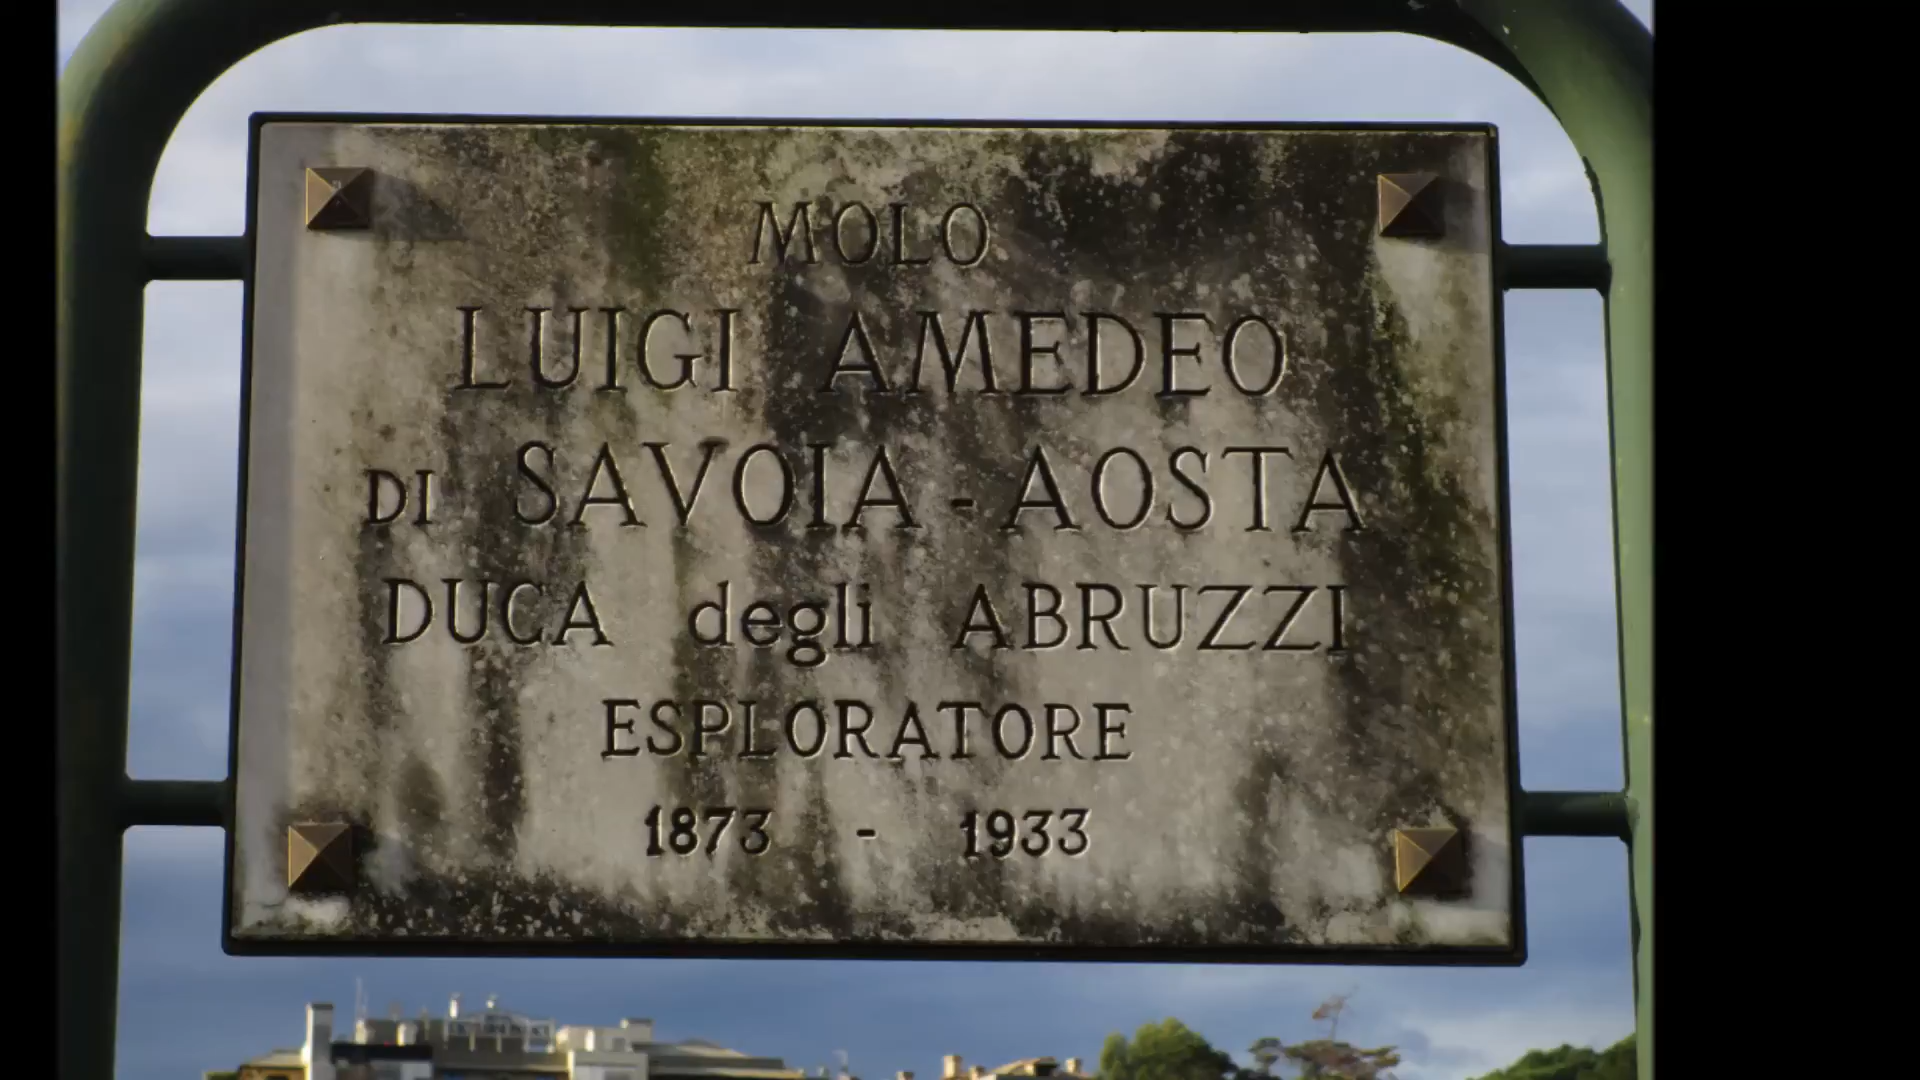 MOLO
LUIGI AMEDEO
DI SAVOIA - AOSTA
DUCA degli ABRUZZI
ESPLORATORE
1873 - 1933